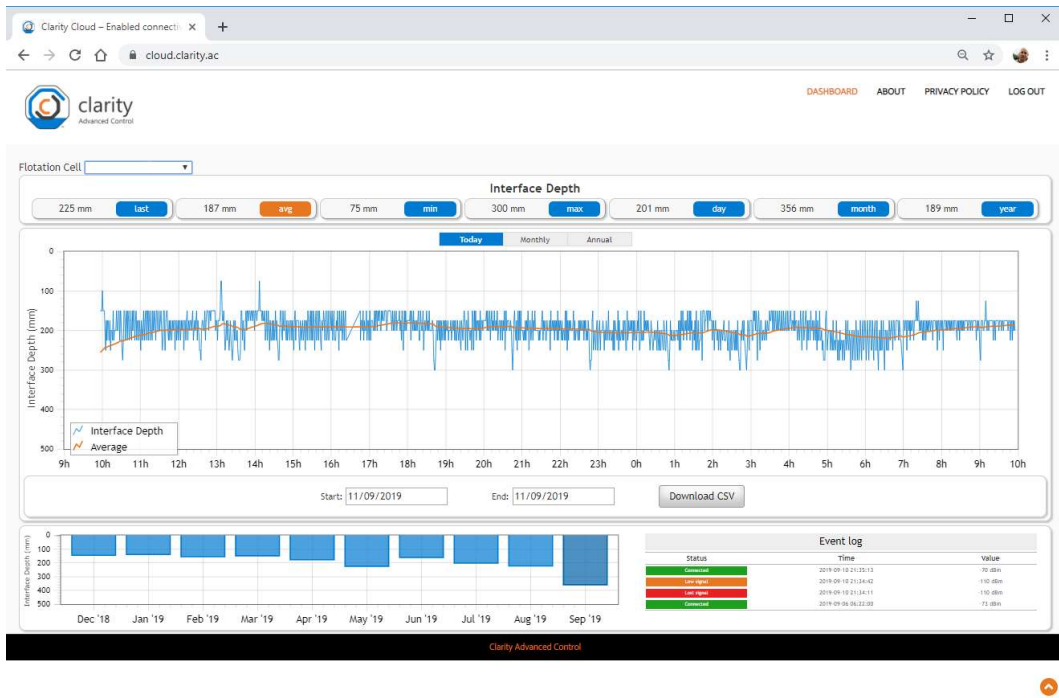 Clarity Cloud – Enabled connecti
cloud.clarity.ac
clarity
Advanced Control
DASHBOARD ABOUT PRIVACY POLICY LOG OUT
Flotation Cell
Interface Depth
225 mm last 187 mm avg 75 mm min 300 mm max 201 mm day 356 mm month 189 mm year
Today Monthly Annual
Interface Depth (mm)
0
100
200
300
400
500
Interface Depth
Average
9h 10h 11h 12h 13h 14h 15h 16h 17h 18h 19h 20h 21h 22h 23h 0h 1h 2h 3h 4h 5h 6h 7h 8h 9h 10h
Start: 11/09/2019 End: 11/09/2019 Download CSV
Interface Depth (mm)
0
100
200
300
400
500
Dec '18 Jan '19 Feb '19 Mar '19 Apr '19 May '19 Jun '19 Jul '19 Aug '19 Sep '19
Event log
Status Time Value
Connected 2019-09-10 21:35:13 -70 dBm
Low signal 2019-09-10 21:34:42 -110 dBm
Lost signal 2019-09-10 21:34:11 -110 dBm
Connected 2019-09-06 06:22:00 -73 dBm
Clarity Advanced Control